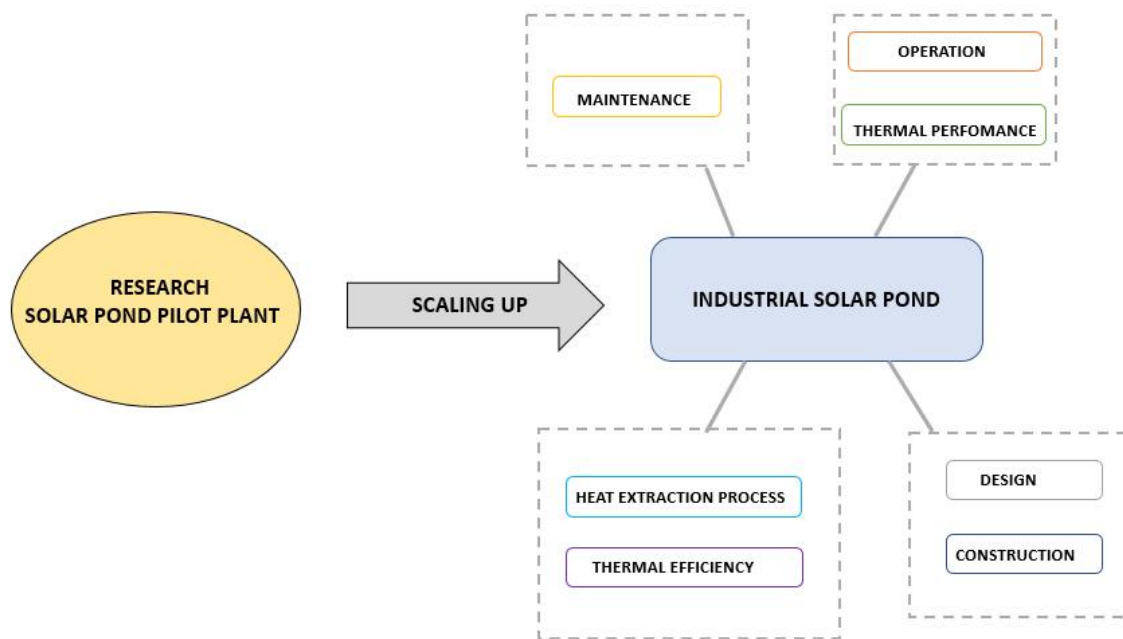 OPERATION
MAINTENANCE
THERMAL PERFOMANCE
RESEARCH
SOLAR POND PILOT PLANT
SCALING UP
INDUSTRIAL SOLAR POND
HEAT EXTRACTION PROCESS
THERMAL EFFICIENCY
DESIGN
CONSTRUCTION